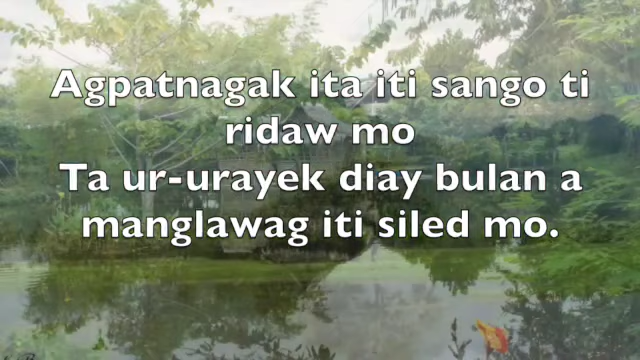 Agpatnagak ita iti sango ti
ridaw mo
Ta ur-urayek diay bulan a
manglawag iti siled mo.